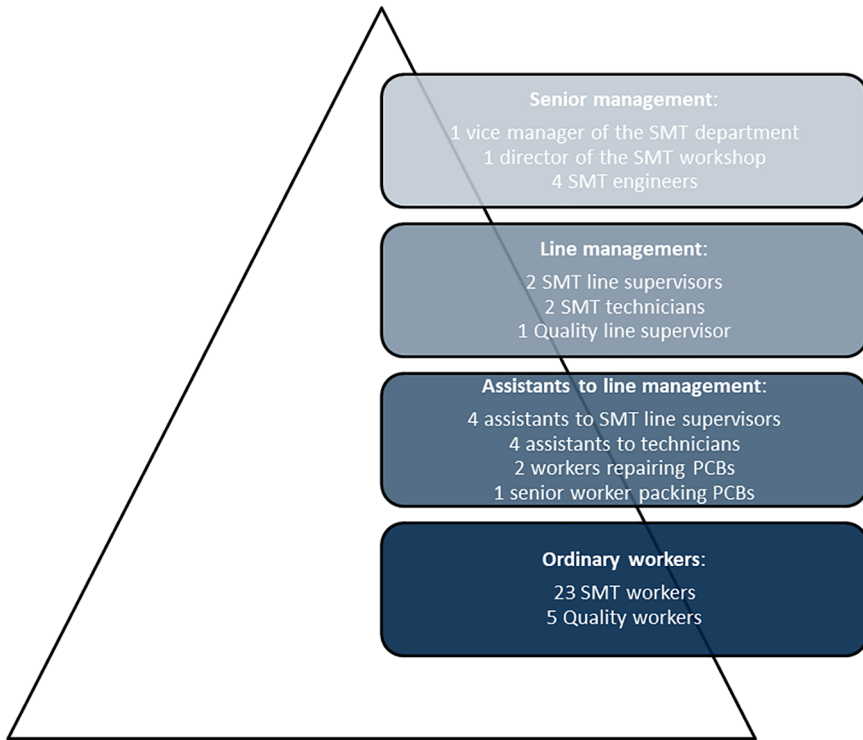 Senior management:
1 vice manager of the SMT department
1 director of the SMT workshop
4 SMT engineers
Line management:
2 SMT line supervisors
2 SMT technicians
1 Quality line supervisor
Assistants to line management:
4 assistants to SMT line supervisors
4 assistants to technicians
2 workers repairing PCBs
1 senior worker packing PCBs
Ordinary workers:
23 SMT workers
5 Quality workers